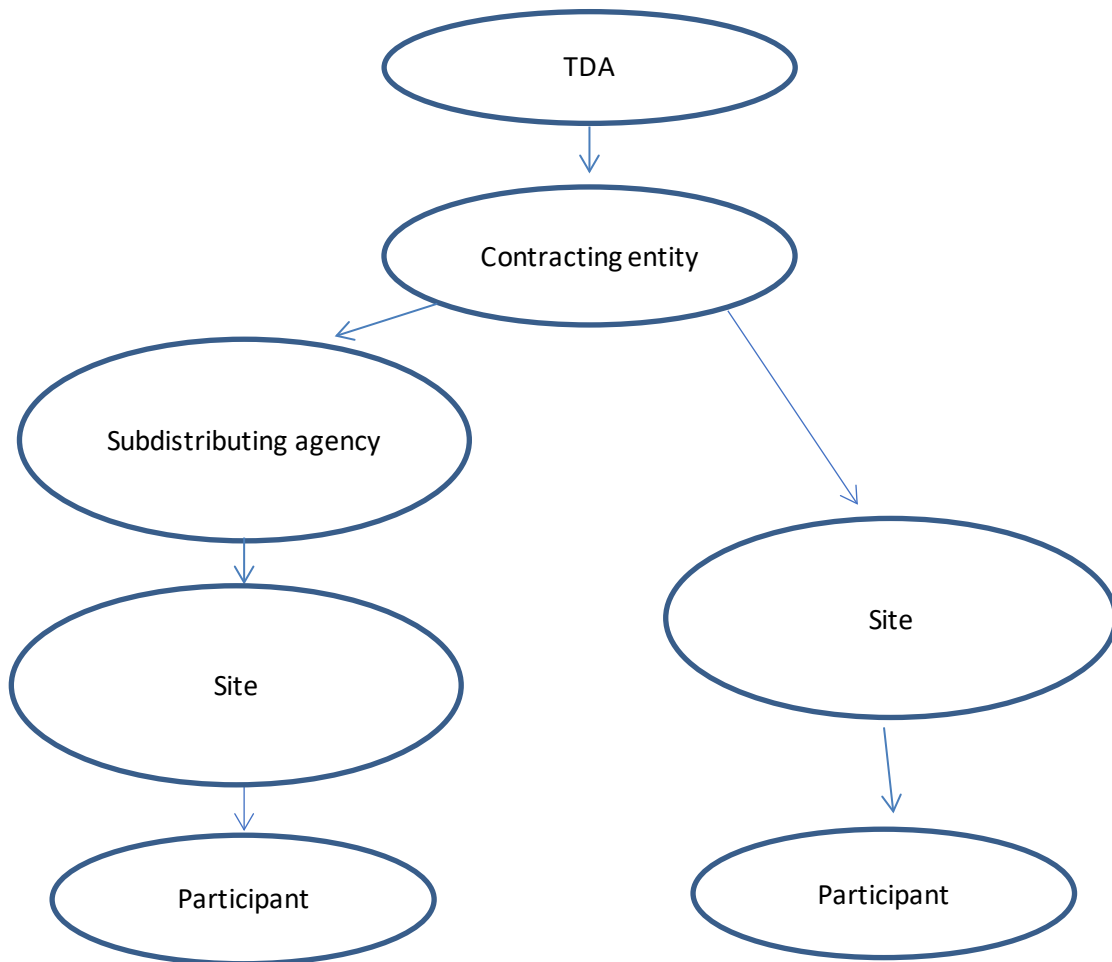 TDA
Contracting entity
Subdistributing agency
Site
Site
Participant
Participant